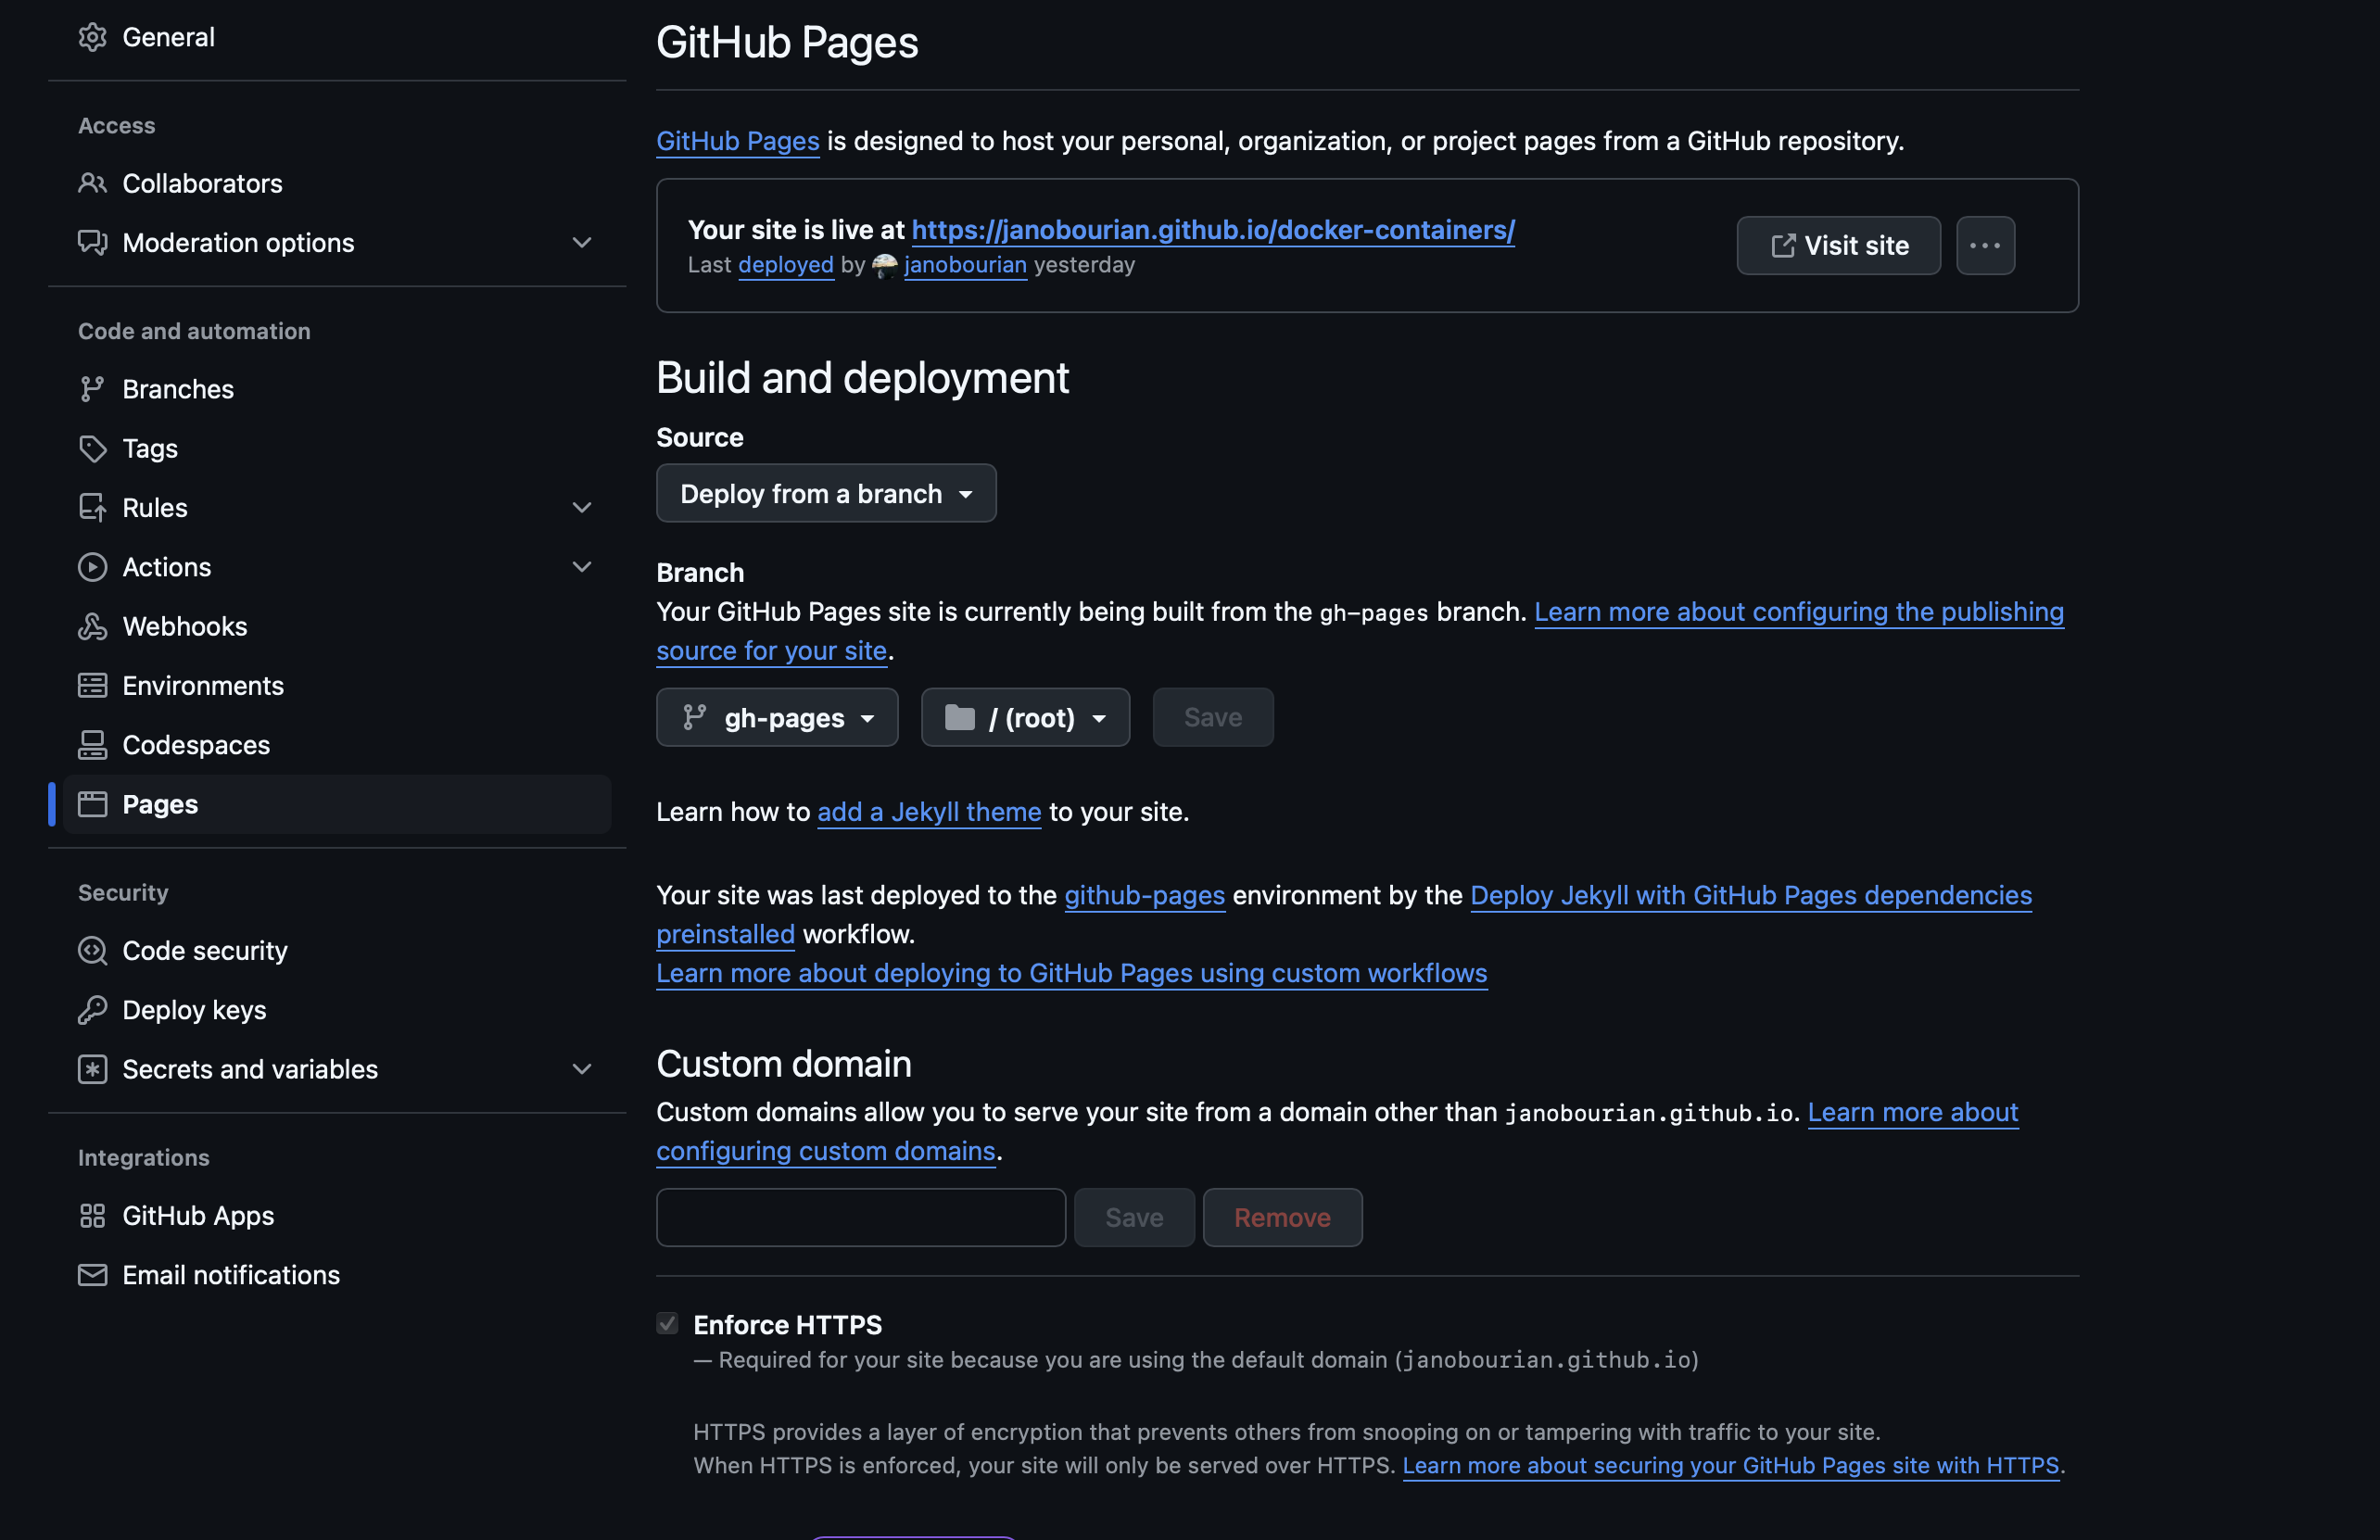 General
Access
Collaborators
Moderation options
Code and automation
Branches
Tags
Rules
Actions
Webhooks
Environments
Codespaces
Pages
Security
Code security
Deploy keys
Secrets and variables
Integrations
GitHub Apps
Email notifications
GitHub Pages
GitHub Pages is designed to host your personal, organization, or project pages from a GitHub repository.
Your site is live at https://janobourian.github.io/docker-containers/
Last deployed by janobourian yesterday
Visit site
Build and deployment
Source
Deploy from a branch
Branch
Your GitHub Pages site is currently being built from the gh-pages branch. Learn more about configuring the publishing
source for your site.
gh-pages
/ (root)
Save
Learn how to add a Jekyll theme to your site.
Your site was last deployed to the github-pages environment by the Deploy Jekyll with GitHub Pages dependencies
preinstalled workflow.
Learn more about deploying to GitHub Pages using custom workflows
Custom domain
Custom domains allow you to serve your site from a domain other than janobourian.github.io. Learn more about
configuring custom domains.
Save
Remove
Enforce HTTPS
— Required for your site because you are using the default domain (janobourian.github.io)
HTTPS provides a layer of encryption that prevents others from snooping on or tampering with traffic to your site.
When HTTPS is enforced, your site will only be served over HTTPS. Learn more about securing your GitHub Pages site with HTTPS.